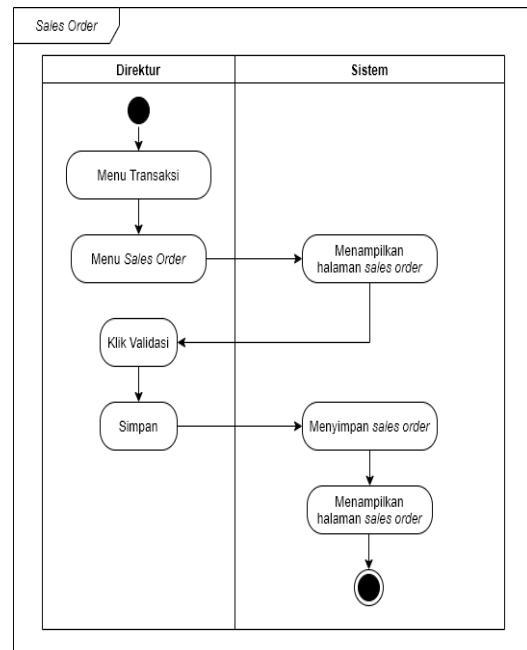 Sales Order
Direktur
Sistem
Menu Transaksi
Menu Sales Order
Menampilkan
halaman sales order
Klik Validasi
Simpan
Menyimpan sales order
Menampilkan
halaman sales order